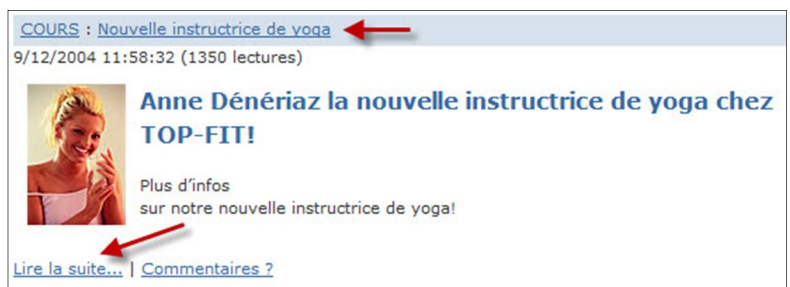 COURS : Nouvelle instructrice de yoga
9/12/2004 11:58:32 (1350 lectures)
Anne Dénériaz la nouvelle instructrice de yoga chez
TOP-FIT!
Plus d’infos
sur notre nouvelle instructrice de yoga!
Lire la suite... | Commentaires ?